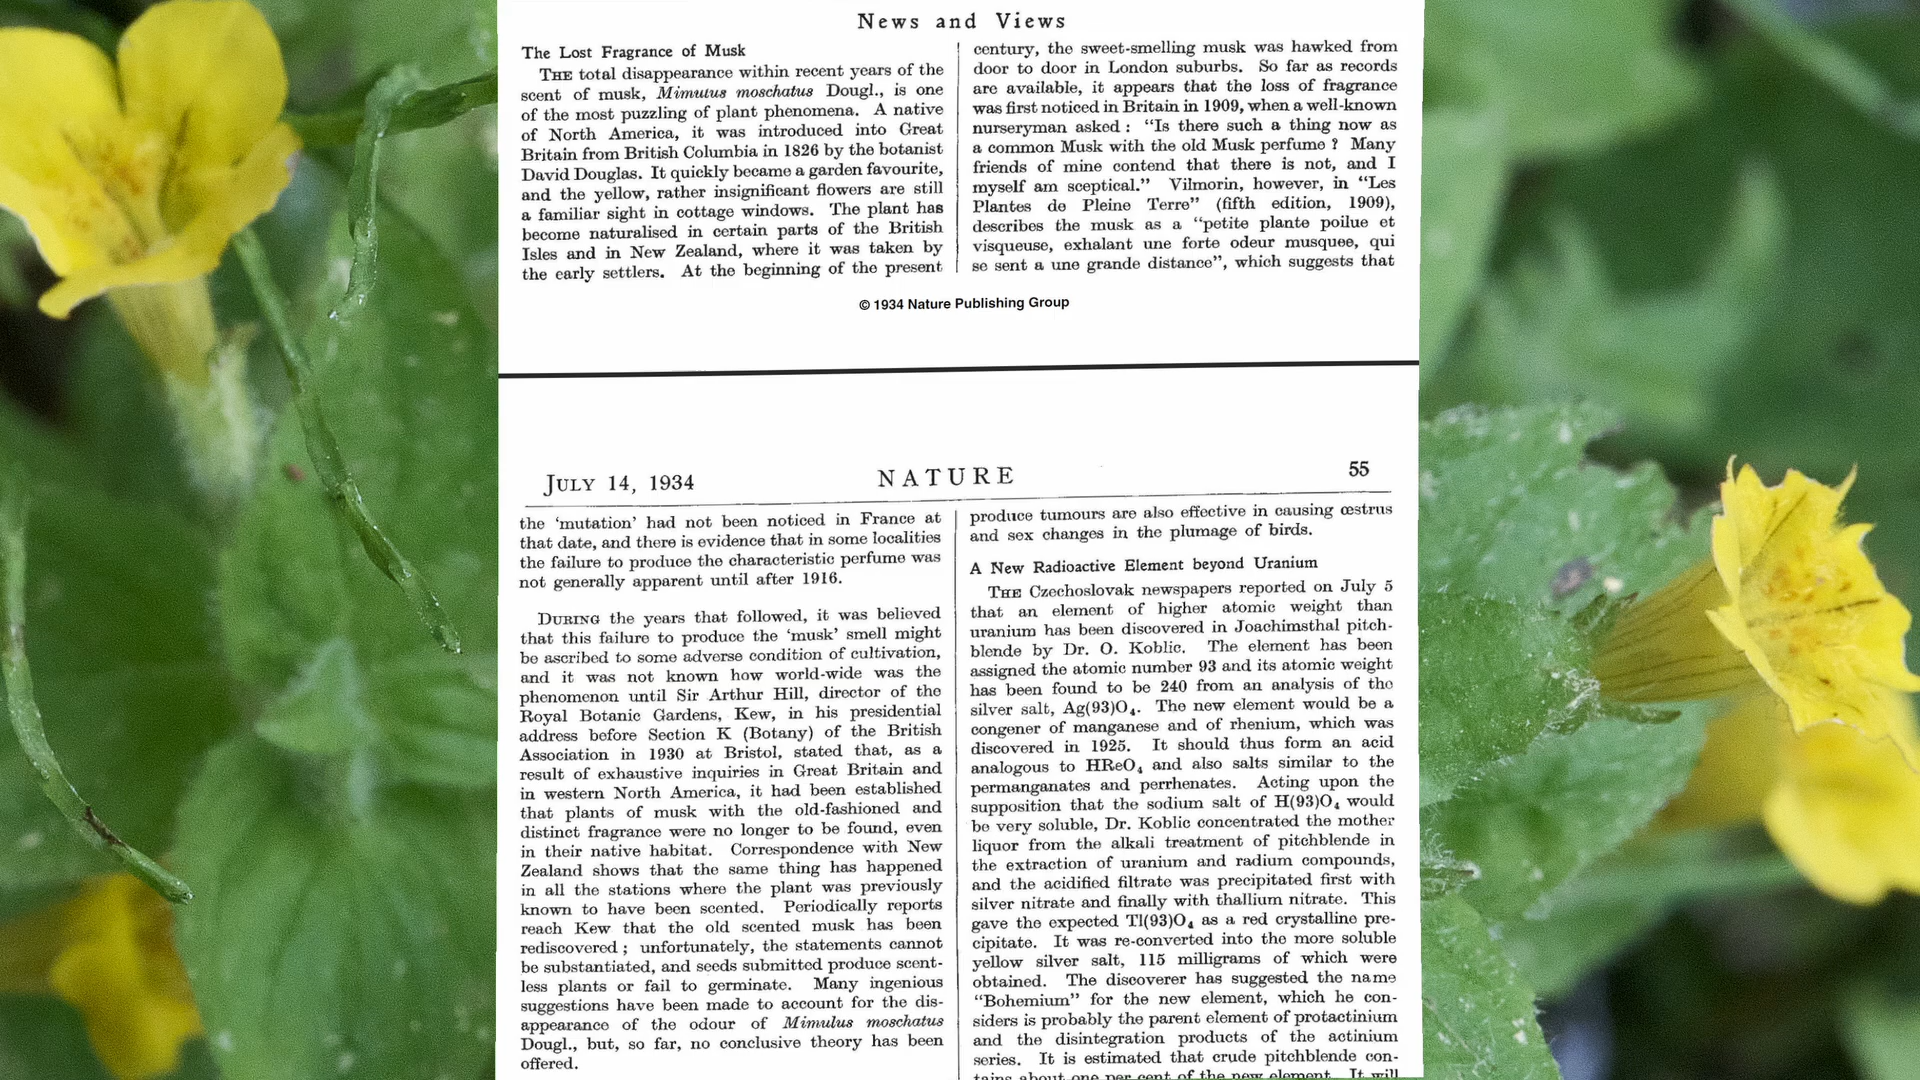 News and Views
The Lost Fragrance of Musk
THE total disappearance within recent years of the
scent of musk, Mimulus moschatus Dougl., is one
of the most puzzling of plant phenomena. A native
of North America, it was introduced into Great
Britain from British Columbia in 1826 by the botanist
David Douglas. It quickly became a garden favourite,
and the yellow, rather insignificant flowers are still
a familiar sight in cottage windows. The plant has
become naturalised in certain parts of the British
Isles and in New Zealand, where it was taken by
the early settlers. At the beginning of the present
century, the sweet-smelling musk was hawked from
door to door in London suburbs. So far as records
are available, it appears that the loss of fragrance
was first noticed in Britain in 1909, when a well-known
nurseryman asked : “Is there such a thing now as
a common Musk with the old Musk perfume ? Many
friends of mine contend that there is not, and I
myself am sceptical.” Vilmorin, however, in “Les
Plantes de Pleine Terre” (fifth edition, 1909),
describes the musk as a “petite plante poilue et
visqueuse, exhalant une forte odeur musquee, qui
se sent a une grande distance”, which suggests that
© 1934 Nature Publishing Group
JULY 14, 1934 NATURE 55
the ‘mutation’ had not been noticed in France at
that date, and there is evidence that in some localities
the failure to produce the characteristic perfume was
not generally apparent until after 1916.
DURING the years that followed, it was believed
that this failure to produce the ‘musk’ smell might
be ascribed to some adverse condition of cultivation,
and it was not known how world-wide was the
phenomenon until Sir Arthur Hill, director of the
Royal Botanic Gardens, Kew, in his presidential
address before Section K (Botany) of the British
Association in 1930 at Bristol, stated that, as a
result of exhaustive inquiries in Great Britain and
in western North America, it had been established
that plants of musk with the old-fashioned and
distinct fragrance were no longer to be found, even
in their native habitat. Correspondence with New
Zealand shows that the same thing has happened
in all the stations where the plant was previously
known to have been scented. Periodically reports
reach Kew that the old scented musk has been
rediscovered ; unfortunately, the statements cannot
be substantiated, and seeds submitted produce scent-
less plants or fail to germinate. Many ingenious
suggestions have been made to account for the dis-
appearance of the odour of Mimulus moschatus
Dougl., but, so far, no conclusive theory has been
offered.
produce tumours are also effective in causing œstrus
and sex changes in the plumage of birds.
A New Radioactive Element beyond Uranium
THE Czechoslovak newspapers reported on July 5
that an element of higher atomic weight than
uranium has been discovered in Joachimsthal pitch-
blende by Dr. O. Koblic. The element has been
assigned the atomic number 93 and its atomic weight
has been found to be 240 from an analysis of the
silver salt, Ag(93)O₄. The new element would be a
congener of manganese and of rhenium, which was
discovered in 1925. It should thus form an acid
analogous to HReO₄ and also salts similar to the
permanganates and perrhenates. Acting upon the
supposition that the sodium salt of H(93)O₄ would
be very soluble, Dr. Koblic concentrated the mother
liquor from the alkali treatment of pitchblende in
the extraction of uranium and radium compounds,
and the acidified filtrate was precipitated first with
silver nitrate and finally with thallium nitrate. This
gave the expected Tl(93)O₄ as a red crystalline pre-
cipitate. It was re-converted into the more soluble
yellow silver salt, 115 milligrams of which were
obtained. The discoverer has suggested the name
“Bohemium” for the new element, which he con-
siders is probably the parent element of protactinium
and the disintegration products of the actinium
series. It is estimated that crude pitchblende con-
tains about one per cent of the new element. It will